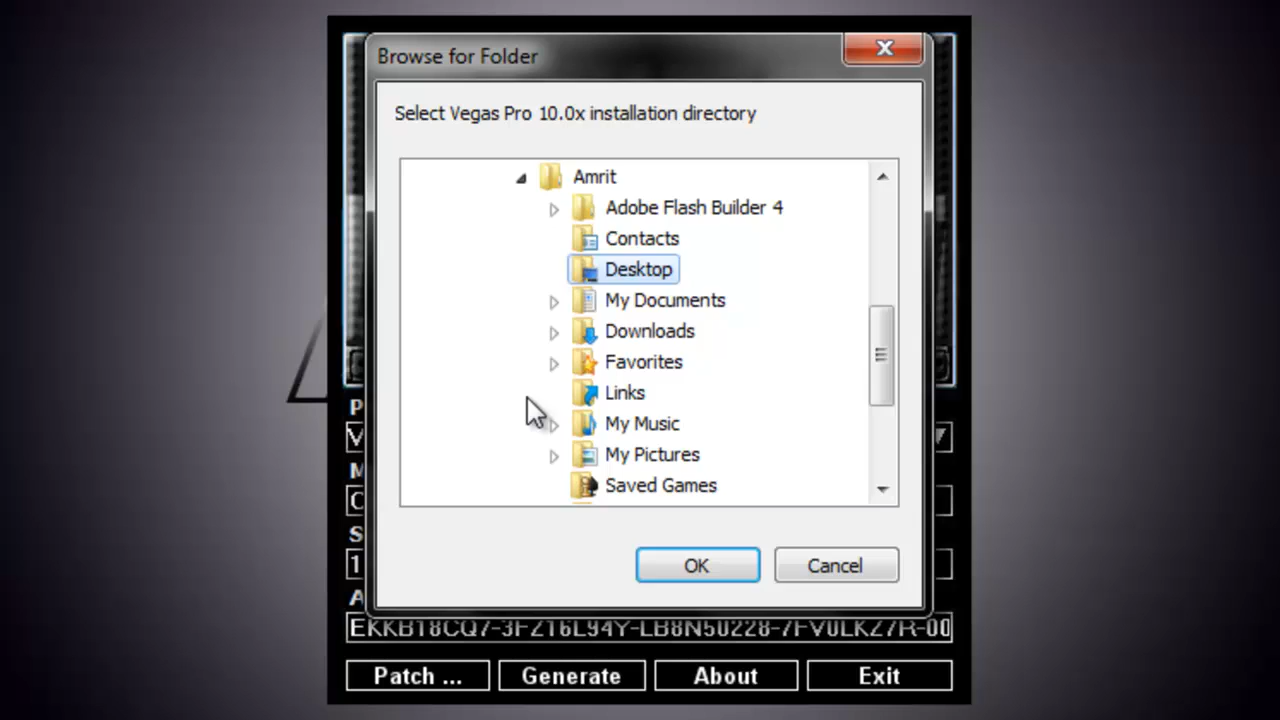 Browse for Folder
Select Vegas Pro 10.0x installation directory
Amrit
Adobe Flash Builder 4
Contacts
Desktop
My Documents
Downloads
Favorites
Links
My Music
My Pictures
Saved Games
OK Cancel
P
V
M
C
S
1
A
Patch ... Generate About Exit